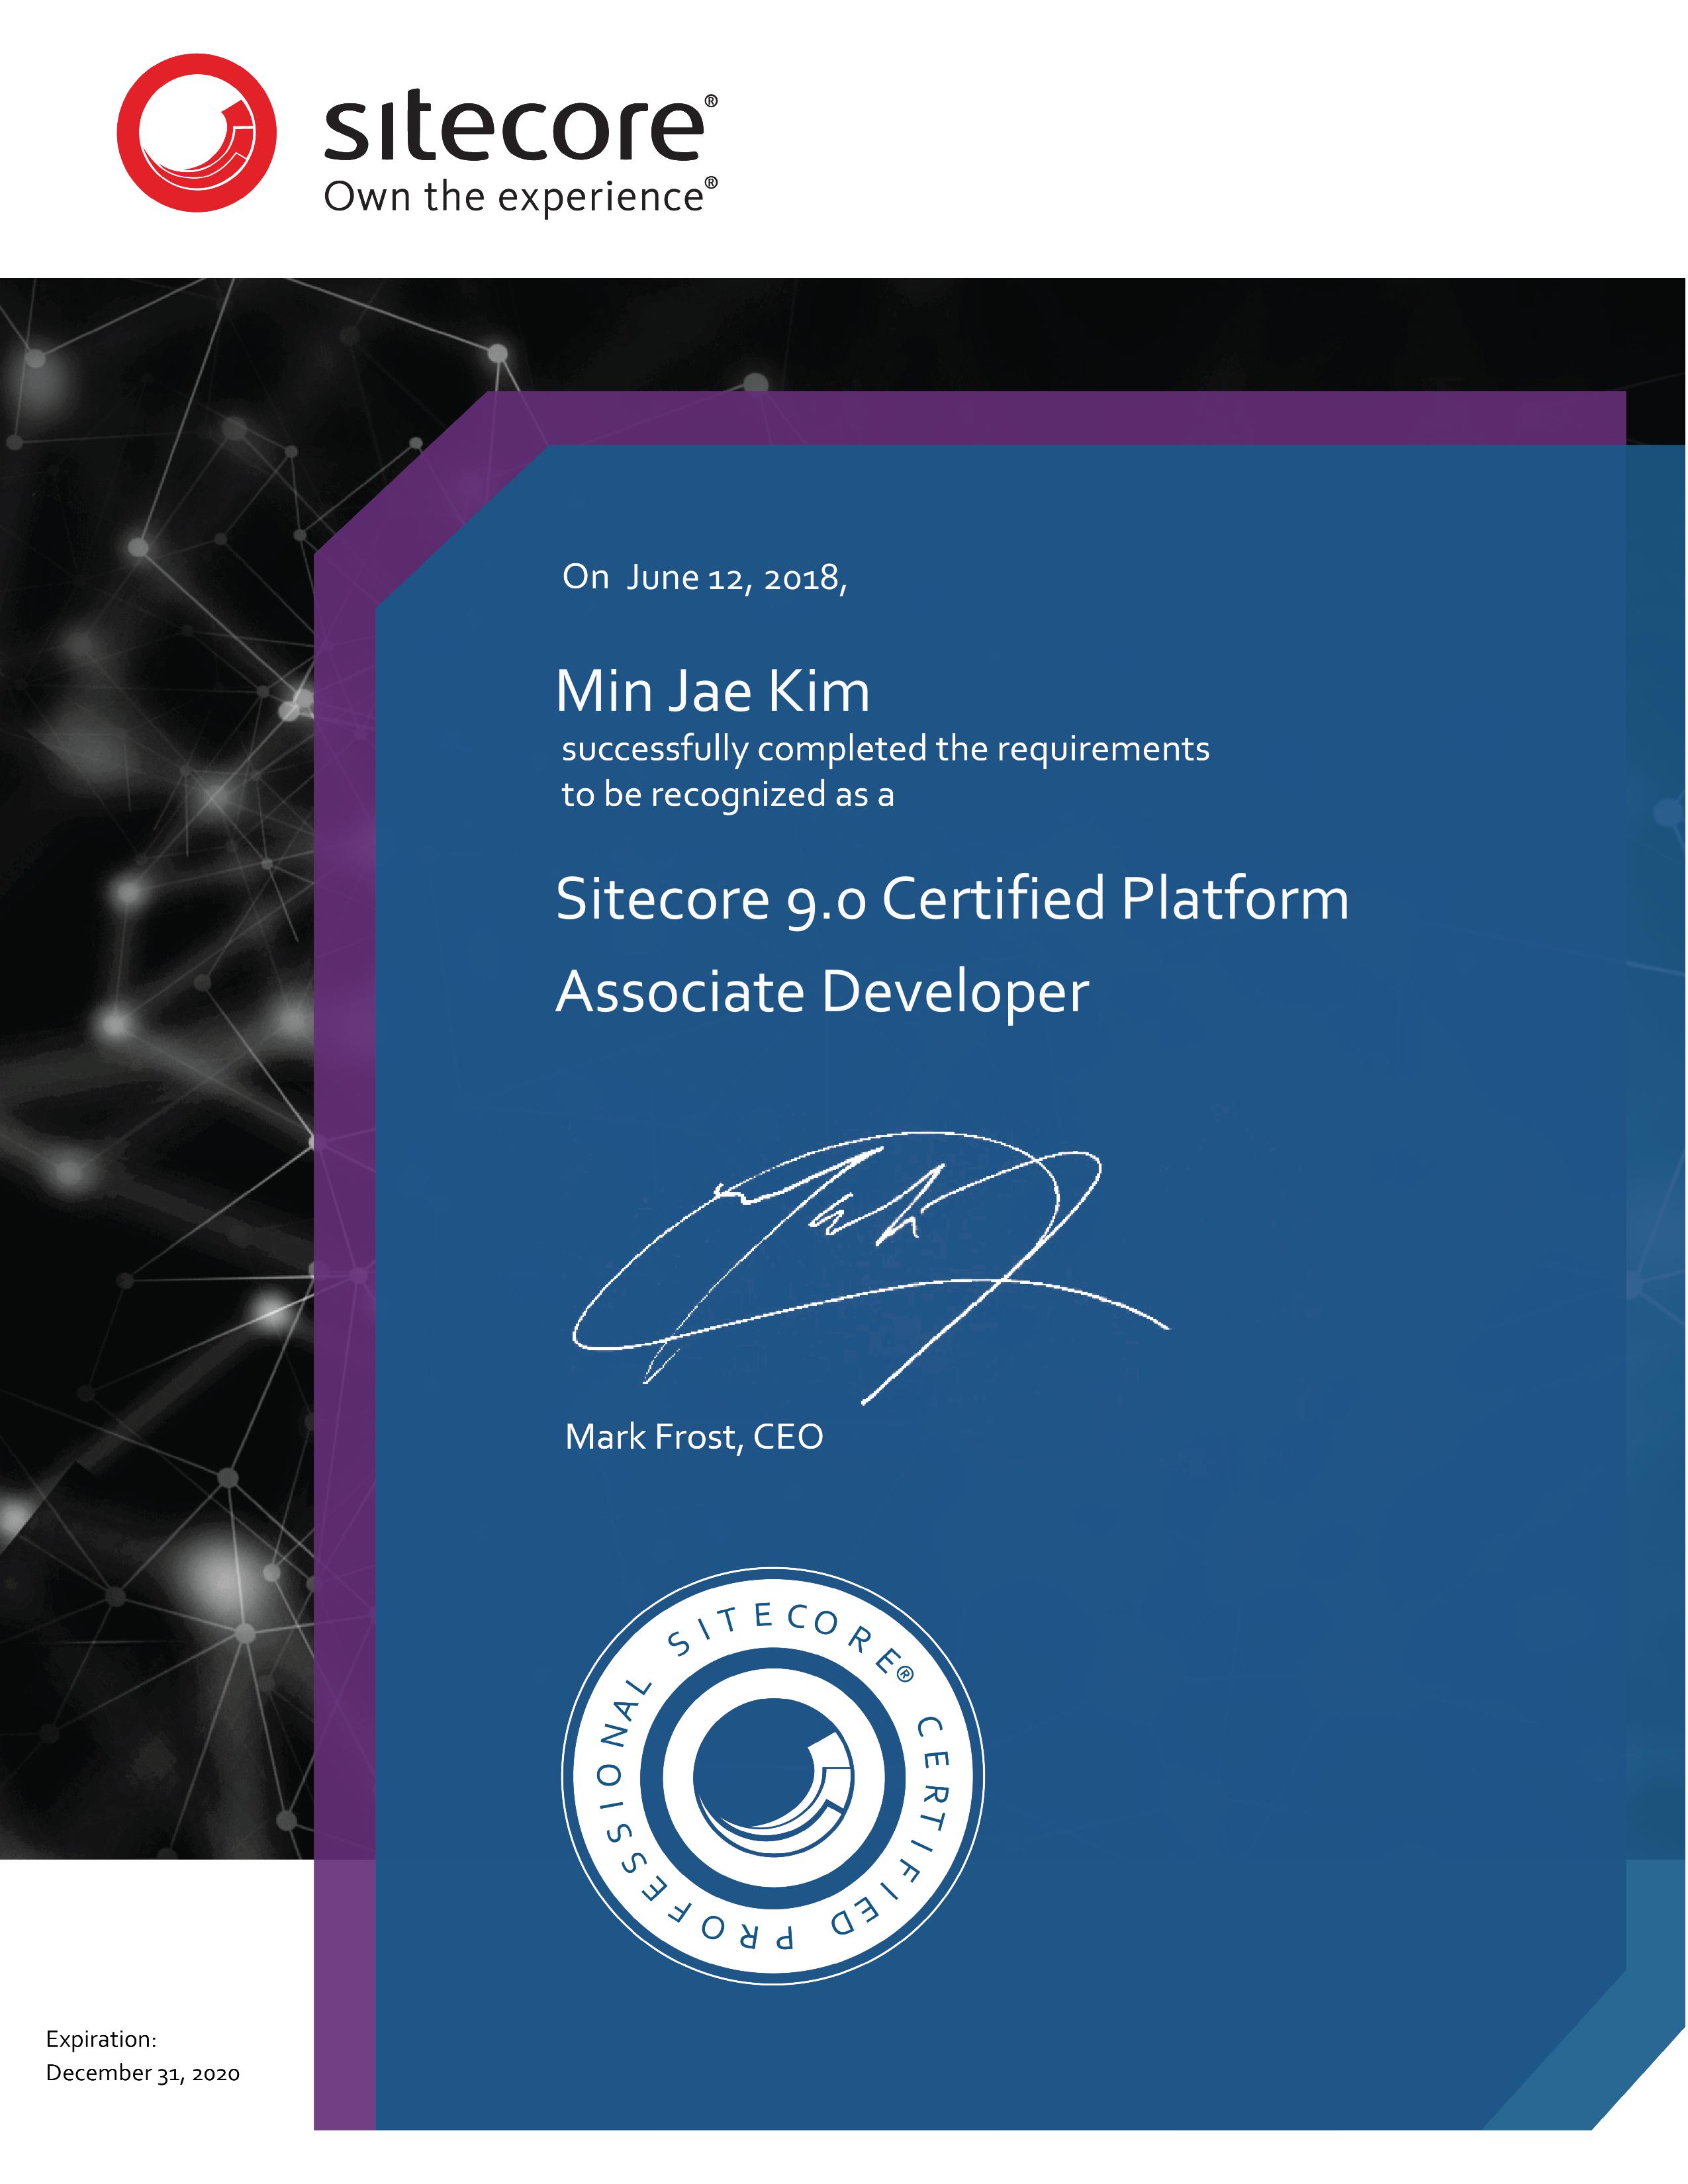 sitecore®
Own the experience®
On June 12, 2018,
Min Jae Kim
successfully completed the requirements
to be recognized as a
Sitecore 9.0 Certified Platform
Associate Developer
Mark Frost, CEO
SITECORE® CERTIFIED PROFESSIONAL
Expiration:
December 31, 2020